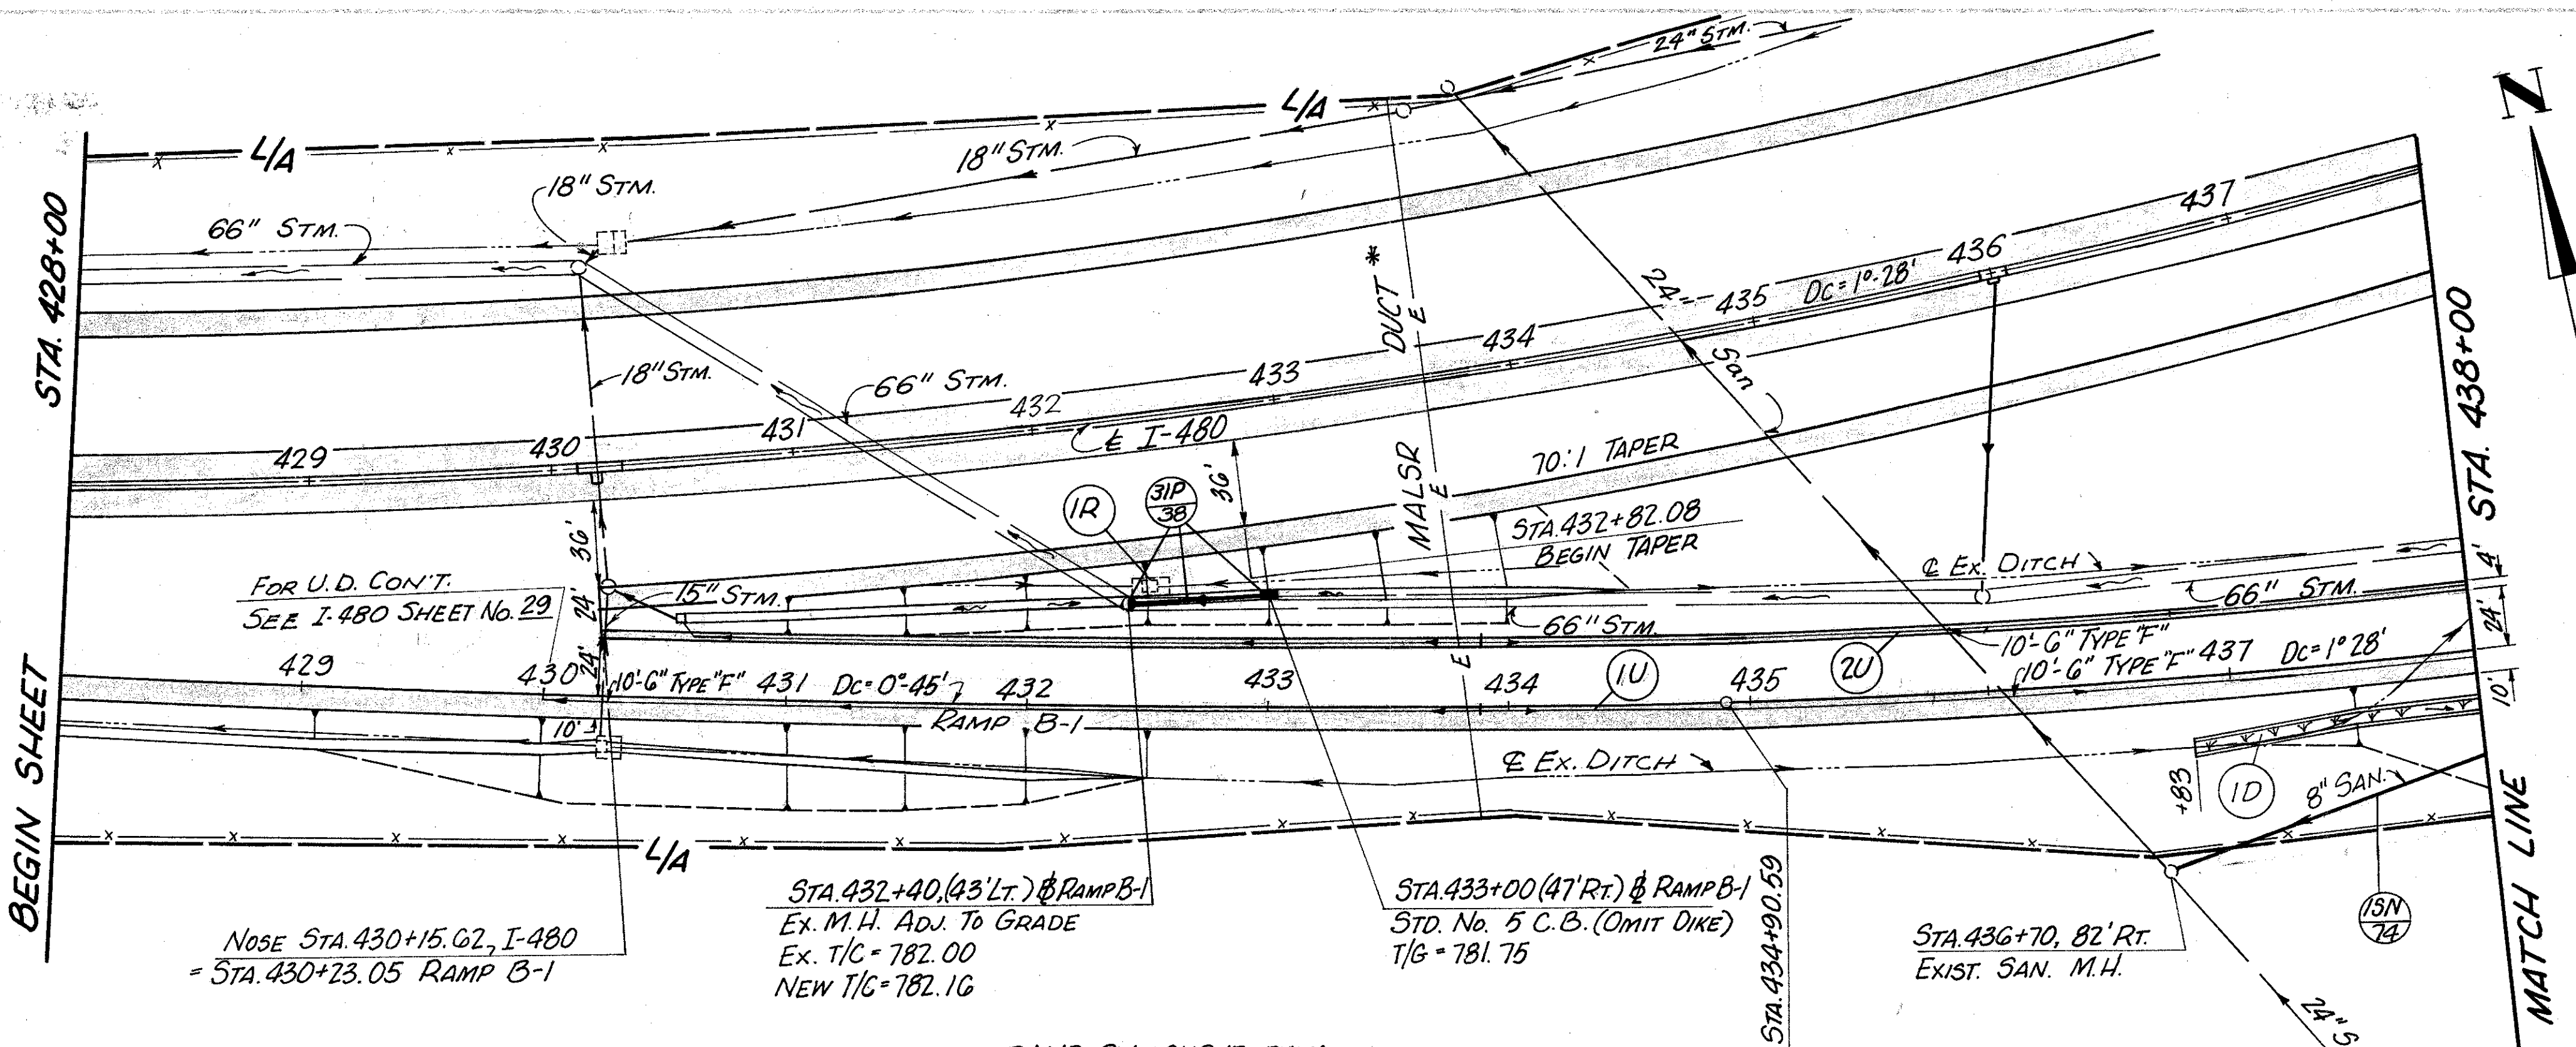 24" STM.
L/A
N
L/A
18" STM.
18" STM.
66" STM.
STA. 428+00
437
436
DC = 1°-28'
435
24"
DUCT *
E
434
San
433
18" STM.
66" STM.
432
431
℄ I-480
430
429
STA. 438+00
70:1 TAPER
MALSR
E
36'
1R
31P
38
STA. 432+82.08
BEGIN TAPER
36'
℄ EX. DITCH
4'
FOR U.D. CON'T.
SEE I-480 SHEET NO. 29
15" STM.
24'
66" STM.
66" STM.
24'
10'-6" TYPE "F"
E
24'
429
430
10'-6" TYPE "F"
431
DC = 0°-45'
432
433
434
1U
435
2U
10'-6" TYPE "F"
437
DC = 1° 28'
10'
RAMP B-1
10'
℄ EX. DITCH
+83
1D
8" SAN.
BEGIN SHEET
L/A
STA. 432+40, (43' LT.) ⅊ RAMP B-1
EX. M.H. ADJ. TO GRADE
EX. T/C = 782.00
NEW T/C = 782.16
STA. 433+00 (47' RT.) ⅊ RAMP B-1
STD. NO. 5 C.B. (OMIT DIKE)
T/G = 781.75
STA. 434+90.59
NOSE STA. 430+15.62, I-480
= STA. 430+23.05 RAMP B-1
STA. 436+70, 82' RT.
EXIST. SAN. M.H.
1SN
74
MATCH LINE
24" S